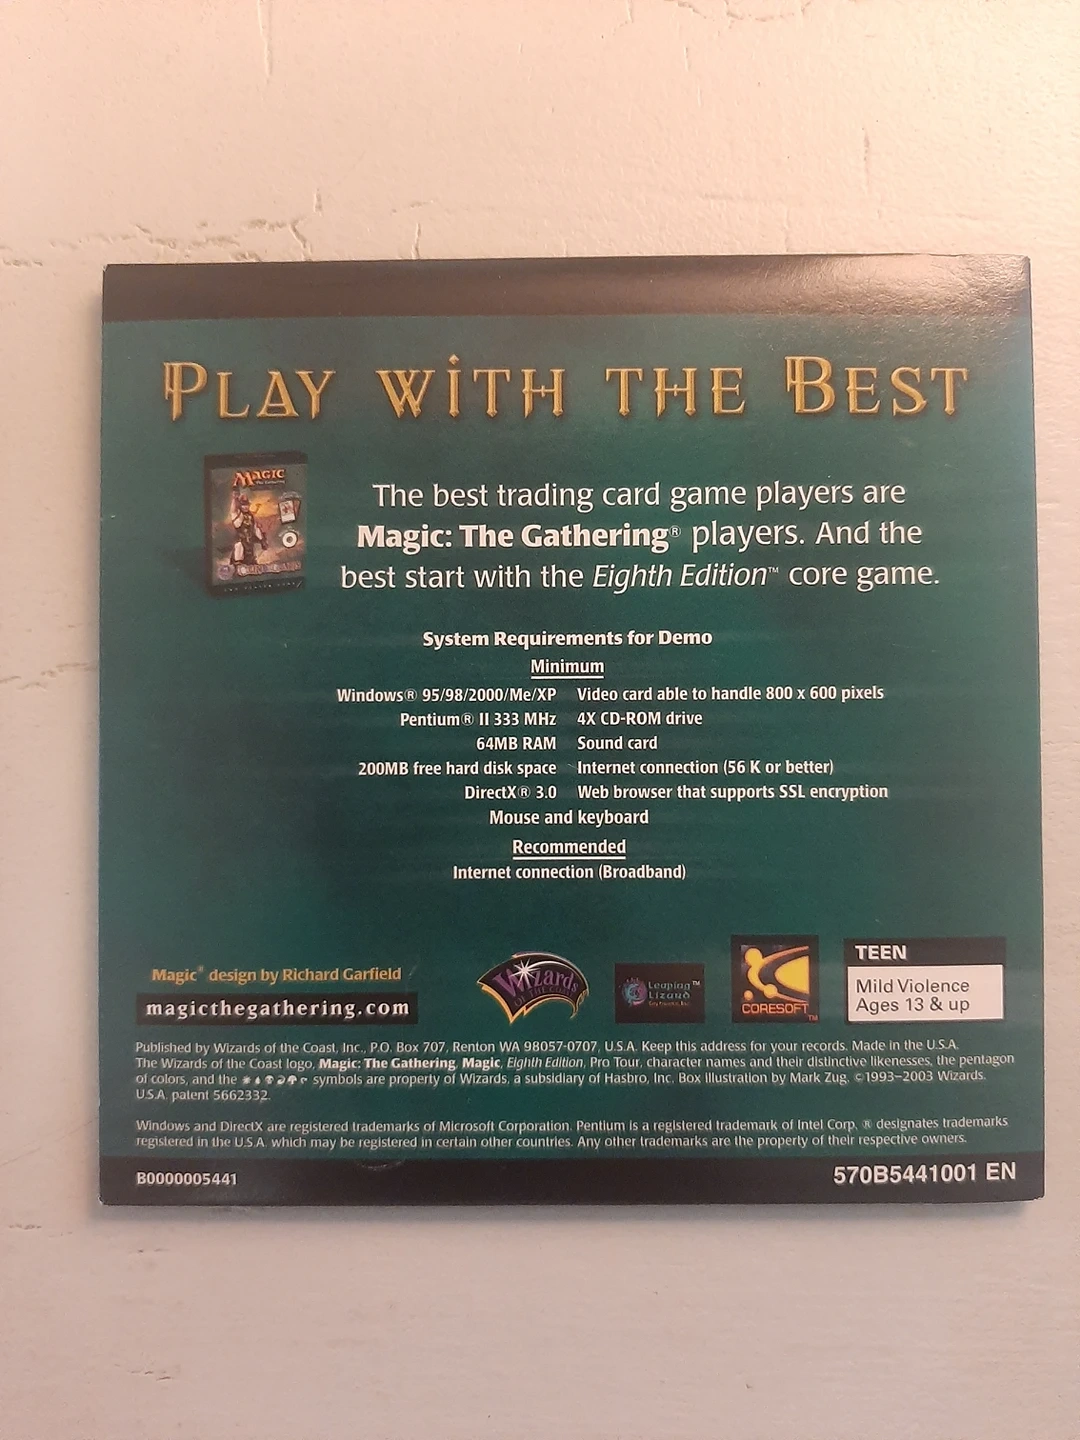 PLAY WITH THE BEST
MAGIC
The Gathering
The best trading card game players are
Magic: The Gathering® players. And the
best start with the Eighth Edition™ core game.
System Requirements for Demo
Minimum
Windows® 95/98/2000/Me/XP Video card able to handle 800 x 600 pixels
Pentium® II 333 MHz 4X CD-ROM drive
64MB RAM Sound card
200MB free hard disk space Internet connection (56 K or better)
DirectX® 3.0 Web browser that supports SSL encryption
Mouse and keyboard
Recommended
Internet connection (Broadband)
Magic® design by Richard Garfield
magicthegathering.com
Wizards
OF THE COAST
Leaping™
Lizard
CORESOFT™
TEEN
Mild Violence
Ages 13 & up
Published by Wizards of the Coast, Inc., P.O. Box 707, Renton WA 98057-0707, U.S.A. Keep this address for your records. Made in the U.S.A.
The Wizards of the Coast logo, Magic: The Gathering, Magic, Eighth Edition, Pro Tour, character names and their distinctive likenesses, the pentagon
of colors, and the symbols are property of Wizards, a subsidiary of Hasbro, Inc. Box illustration by Mark Zug. ©1993–2003 Wizards.
U.S.A. patent 5662332.
Windows and DirectX are registered trademarks of Microsoft Corporation. Pentium is a registered trademark of Intel Corp. ® designates trademarks
registered in the U.S.A. which may be registered in certain other countries. Any other trademarks are the property of their respective owners.
B0000005441
570B5441001 EN